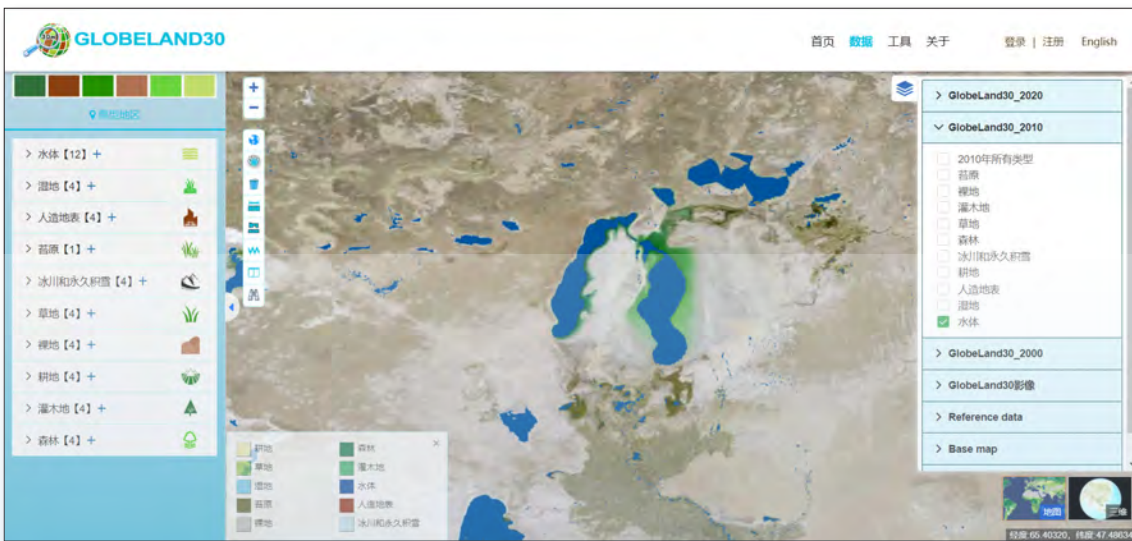 GLOBELAND30
首页 数据 工具 关于 登录 | 注册 English
典型地区
水体【12】+
湿地【4】+
人造地表【4】+
苔原【1】+
冰川和永久积雪【4】+
草地【4】+
裸地【4】+
耕地【4】+
灌木地【4】+
森林【4】+
耕地 森林
草地 灌木地
湿地 水体
苔原 人造地表
裸地 冰川和永久积雪
GlobeLand30_2020
GlobeLand30_2010
2010年所有类型
苔原
裸地
灌木地
草地
森林
冰川和永久积雪
耕地
人造地表
湿地
水体
GlobeLand30_2000
GlobeLand30影像
Reference data
Base map
地图 三维
经度:65.40320, 纬度:47.48634